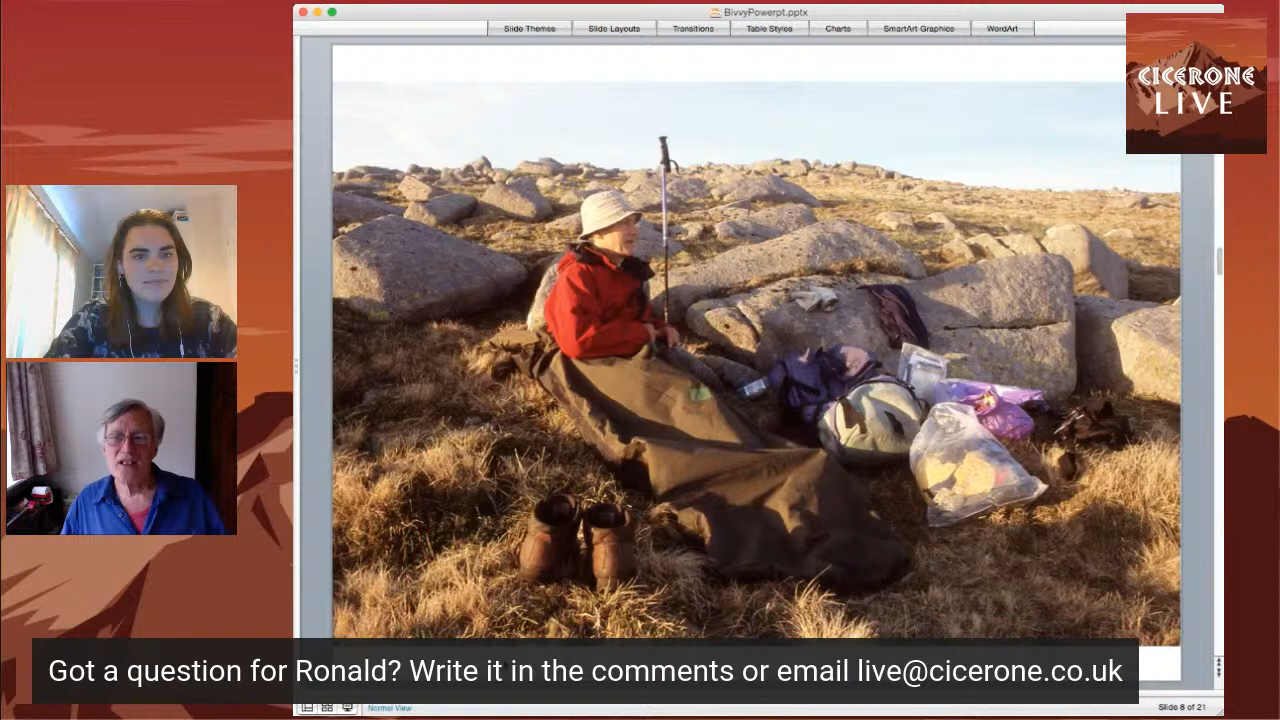 BivvyPowerpt.pptx
Slide Themes
Slide Layouts
Transitions
Table Styles
Charts
SmartArt Graphics
WordArt
CICERONE
LIVE
Got a question for Ronald? Write it in the comments or email live@cicerone.co.uk
Normal View
Slide 8 of 21